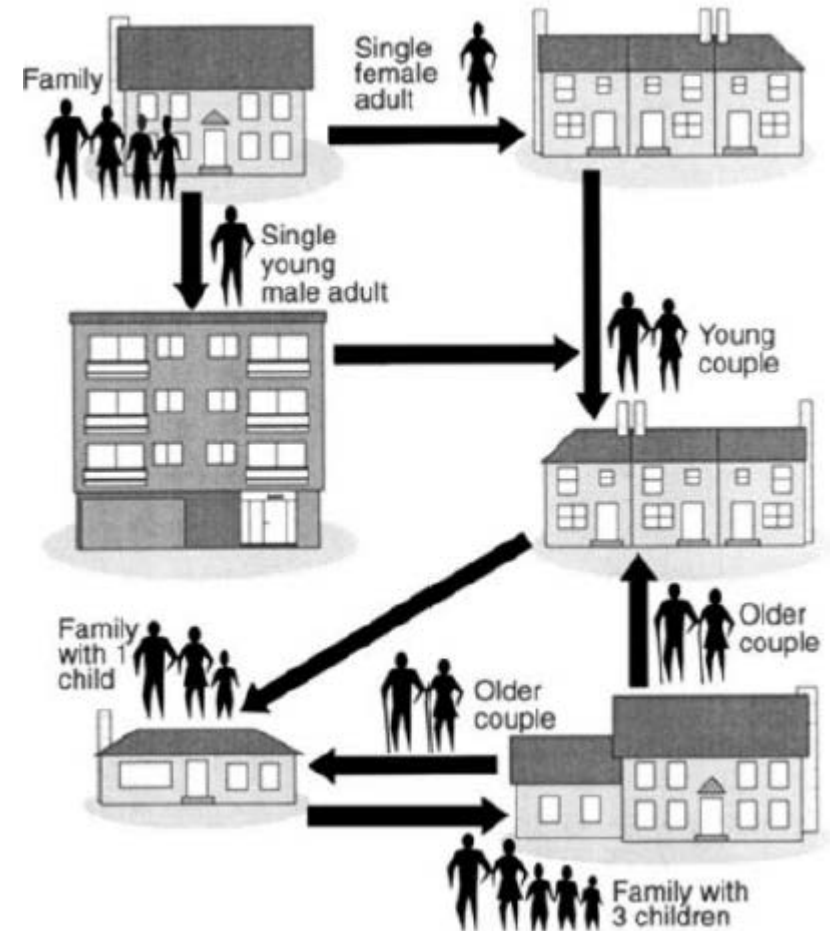 Family
Single
female
adult
Single
young
male adult
Young
couple
Family
with 1
child
Older
couple
Older
couple
Family with
3 children